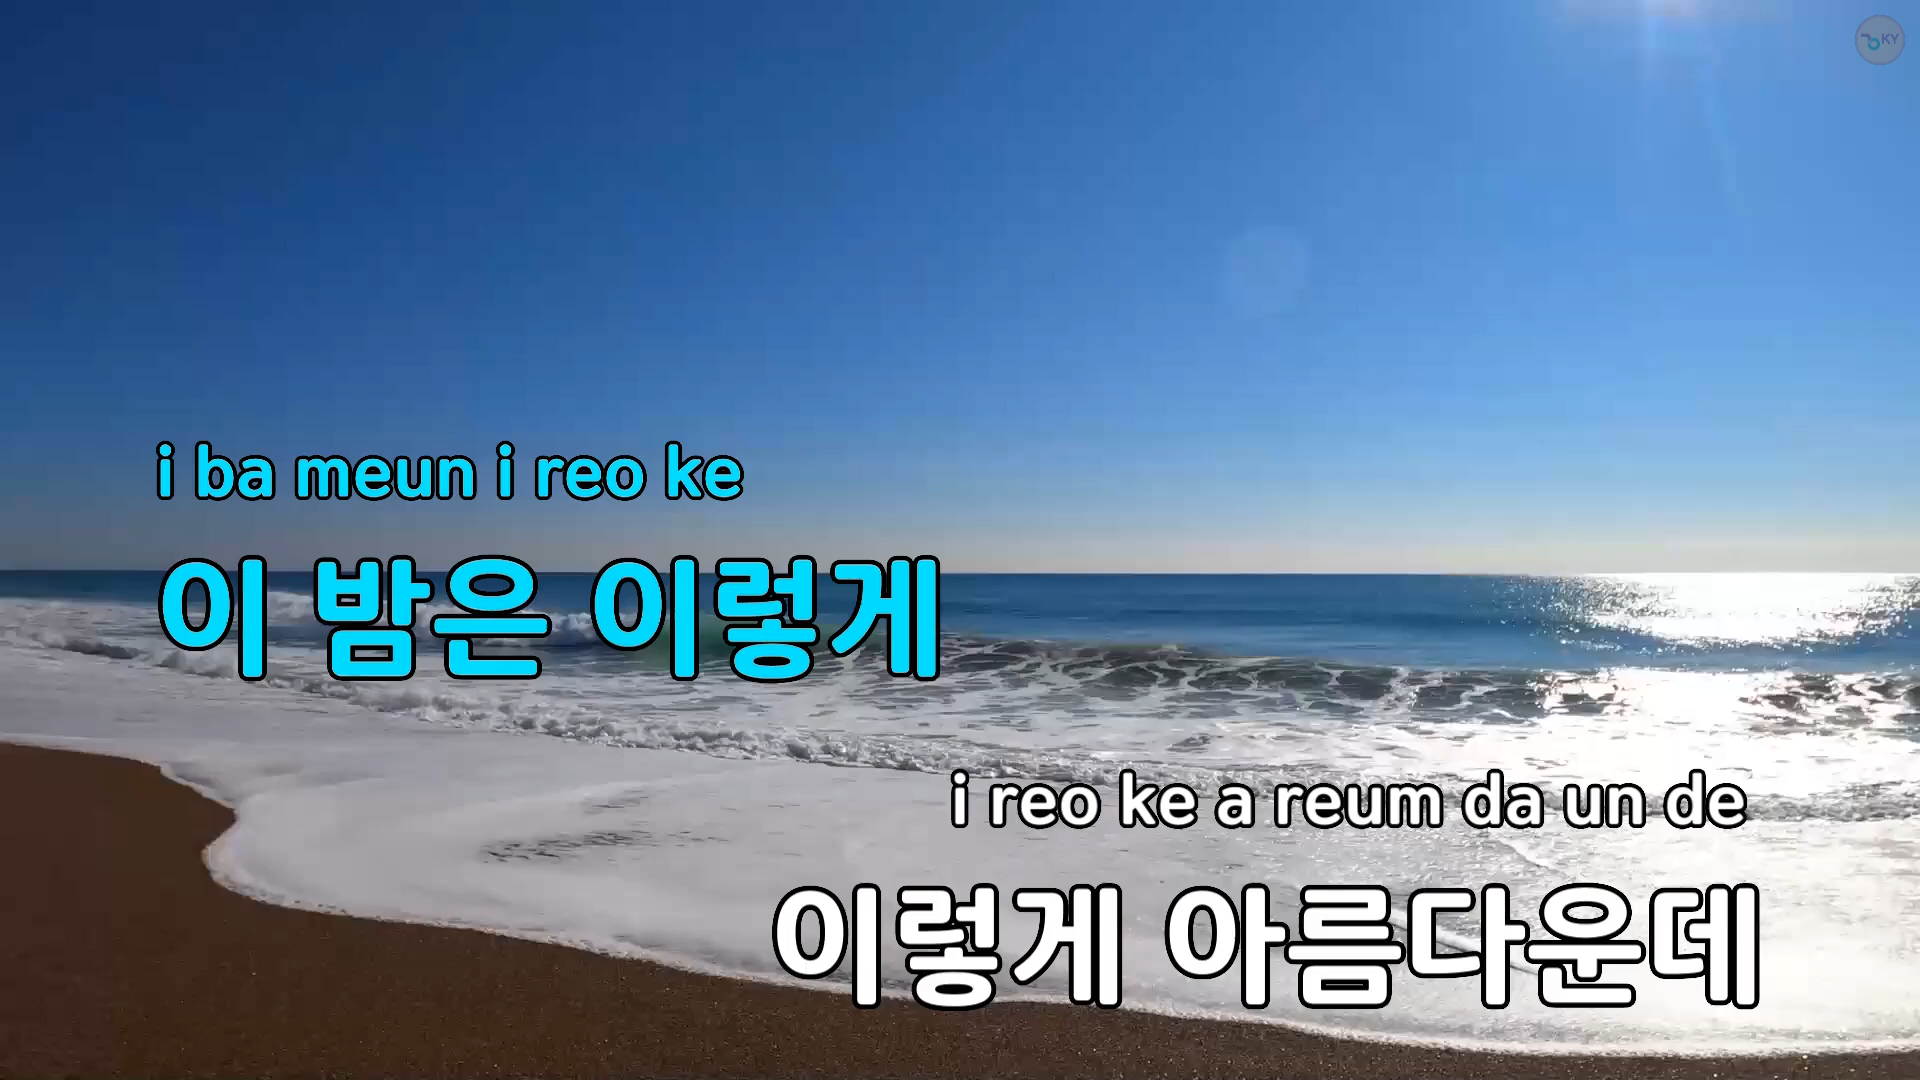 KY
i ba meun i reo ke
이 밤은 이렇게
i reo ke a reum da un de
이렇게 아름다운데